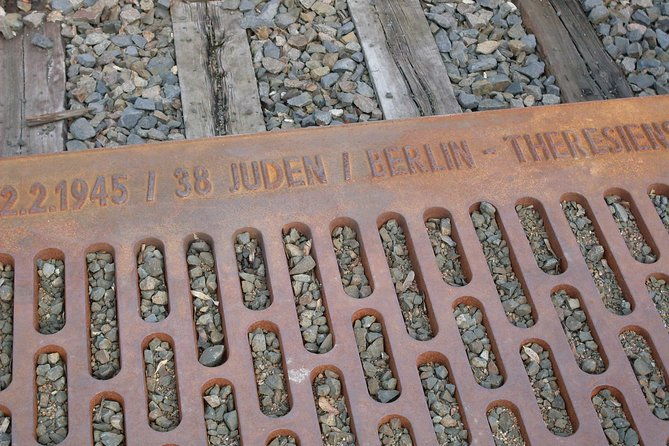 2.2.1945 / 38 JUDEN / BERLIN - THERESIEN